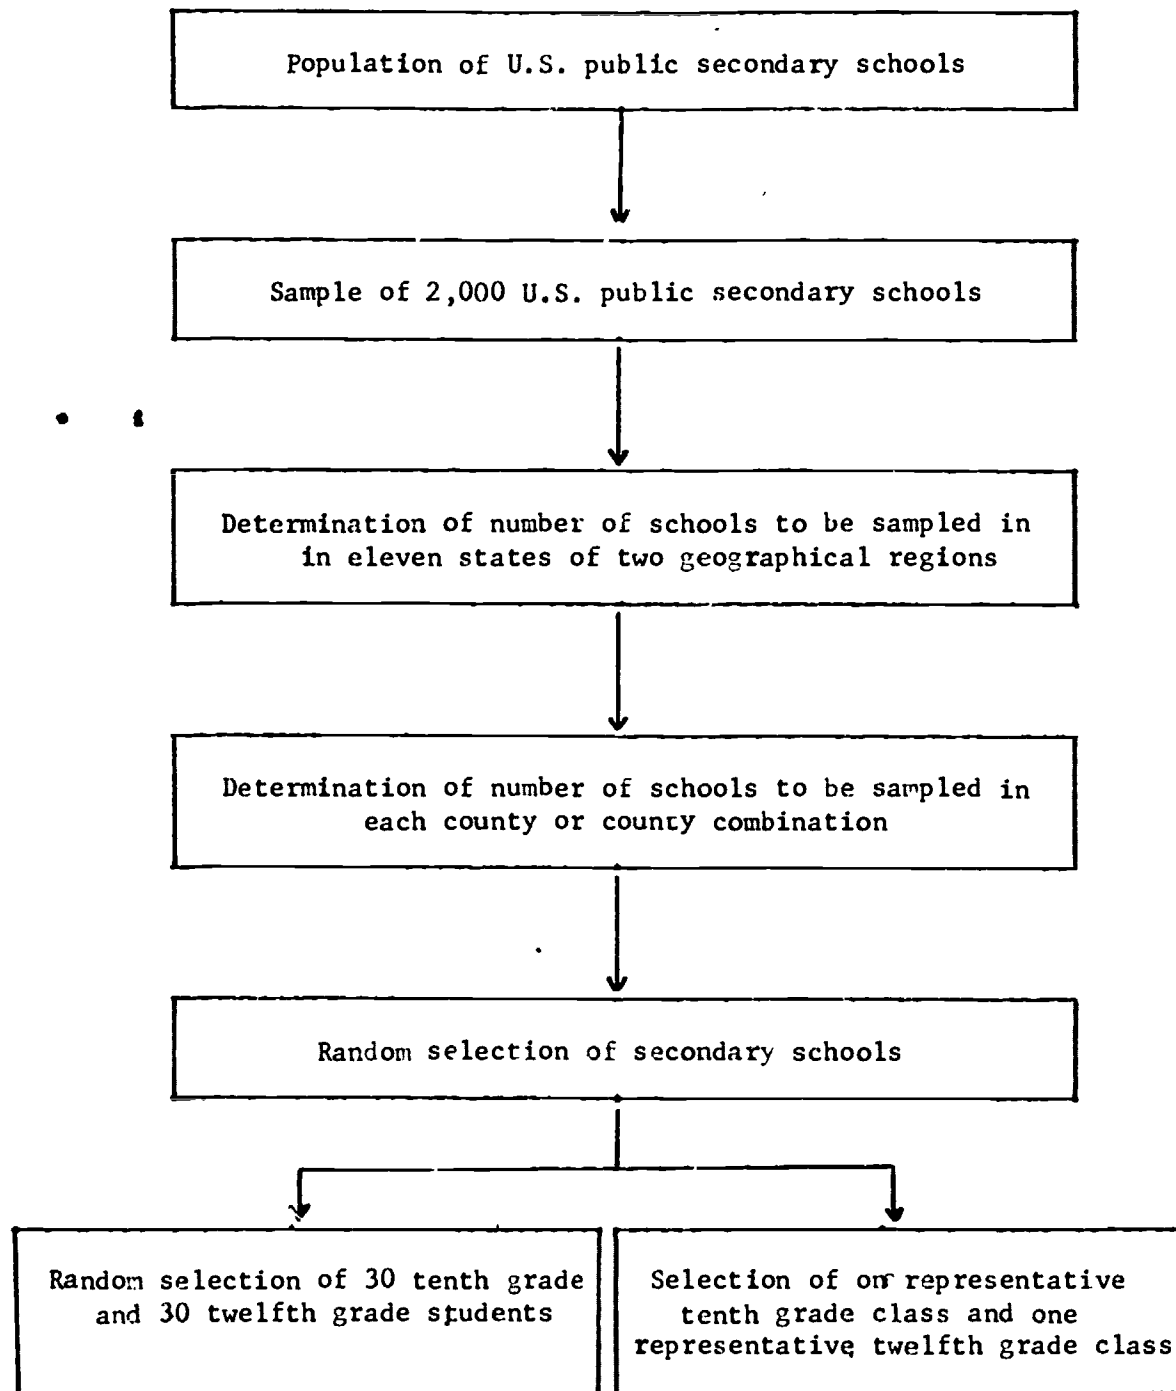 Population of U.S. public secondary schools
Sample of 2,000 U.S. public secondary schools
Determination of number of schools to be sampled in
in eleven states of two geographical regions
Determination of number of schools to be sampled in
each county or county combination
Random selection of secondary schools
Random selection of 30 tenth grade
and 30 twelfth grade students
Selection of one representative
tenth grade class and one
representative twelfth grade class